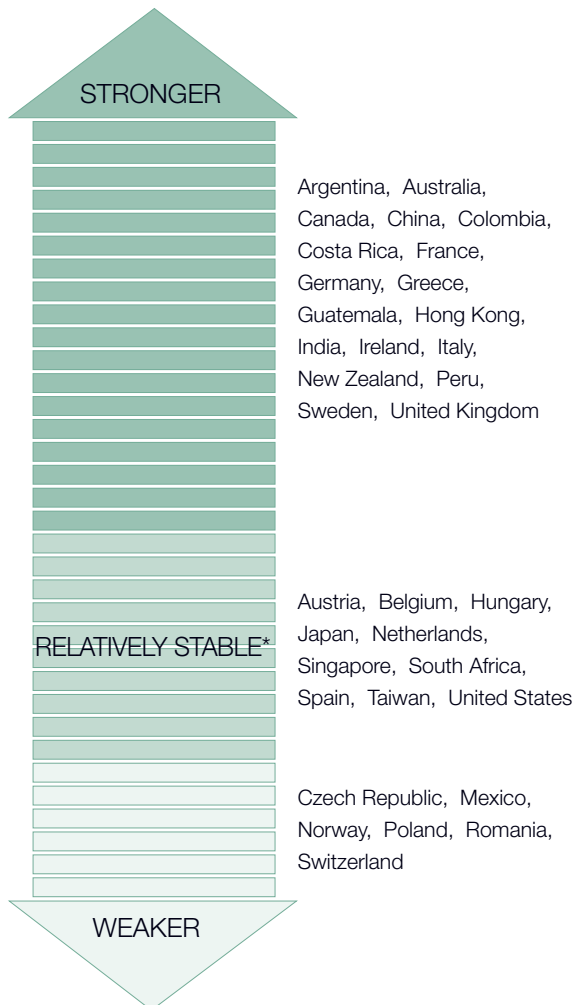 STRONGER
Argentina, Australia,
Canada, China, Colombia,
Costa Rica, France,
Germany, Greece,
Guatemala, Hong Kong,
India, Ireland, Italy,
New Zealand, Peru,
Sweden, United Kingdom
Austria, Belgium, Hungary,
RELATIVELY STABLE*
Japan, Netherlands,
Singapore, South Africa,
Spain, Taiwan, United States
Czech Republic, Mexico,
Norway, Poland, Romania,
Switzerland
WEAKER